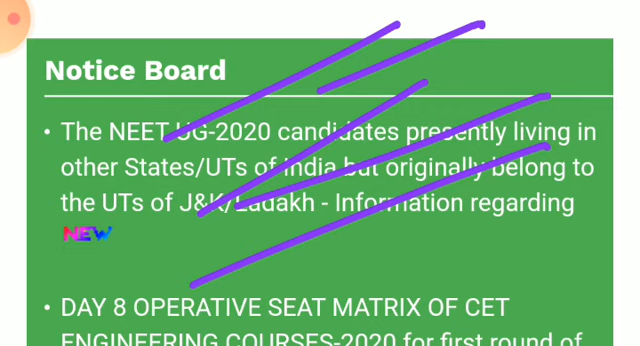 Notice Board
• The NEET UG-2020 candidates presently living in
other States/UTs of India but originally belong to
the UTs of J&K/Ladakh - Information regarding
NEW
• DAY 8 OPERATIVE SEAT MATRIX OF CET
ENGINEERING COURSES-2020 for first round of